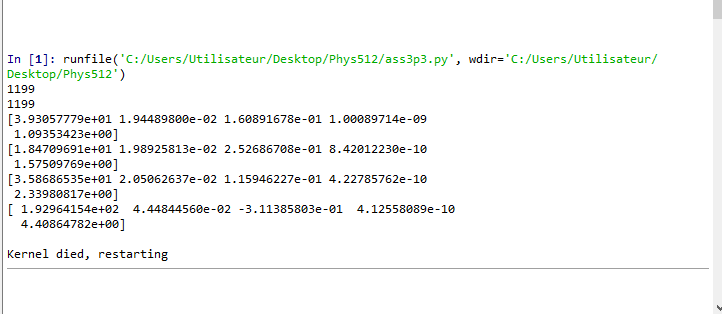 In [1]: runfile('C:/Users/Utilisateur/Desktop/Phys512/ass3p3.py', wdir='C:/Users/Utilisateur/
Desktop/Phys512')
1199
1199
[3.93057779e+01 1.94489800e-02 1.60891678e-01 1.00089714e-09
 1.09353423e+00]
[1.84709691e+01 1.98925813e-02 2.52686708e-01 8.42012230e-10
 1.57509769e+00]
[3.58686535e+01 2.05062637e-02 1.15946227e-01 4.22785762e-10
 2.33980817e+00]
[ 1.92964154e+02  4.44844560e-02 -3.11385803e-01  4.12558089e-10
  4.40864782e+00]
Kernel died, restarting